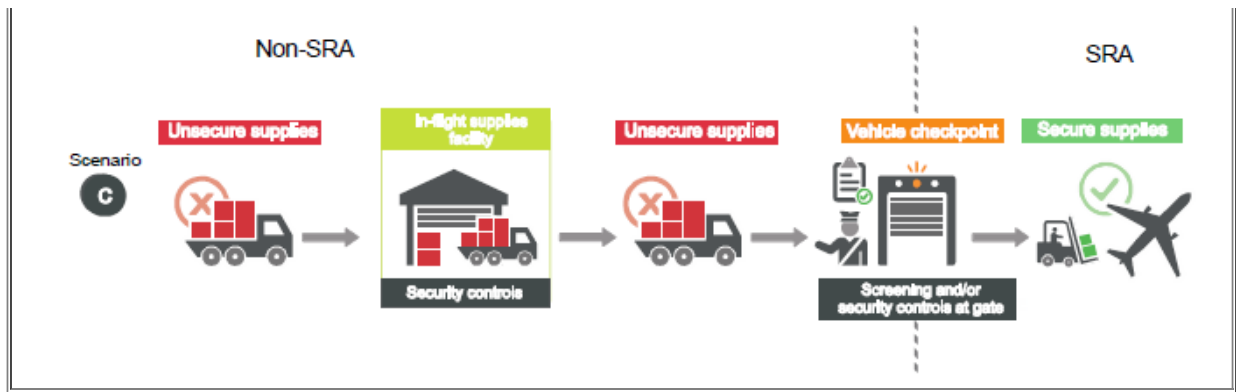 Non-SRA
SRA
Unsecure supplies
In-flight supplies
facility
Unsecure supplies
Vehicle checkpoint
Secure supplies
Scenario
C
Security controls
Screening and/or
security controls at gate